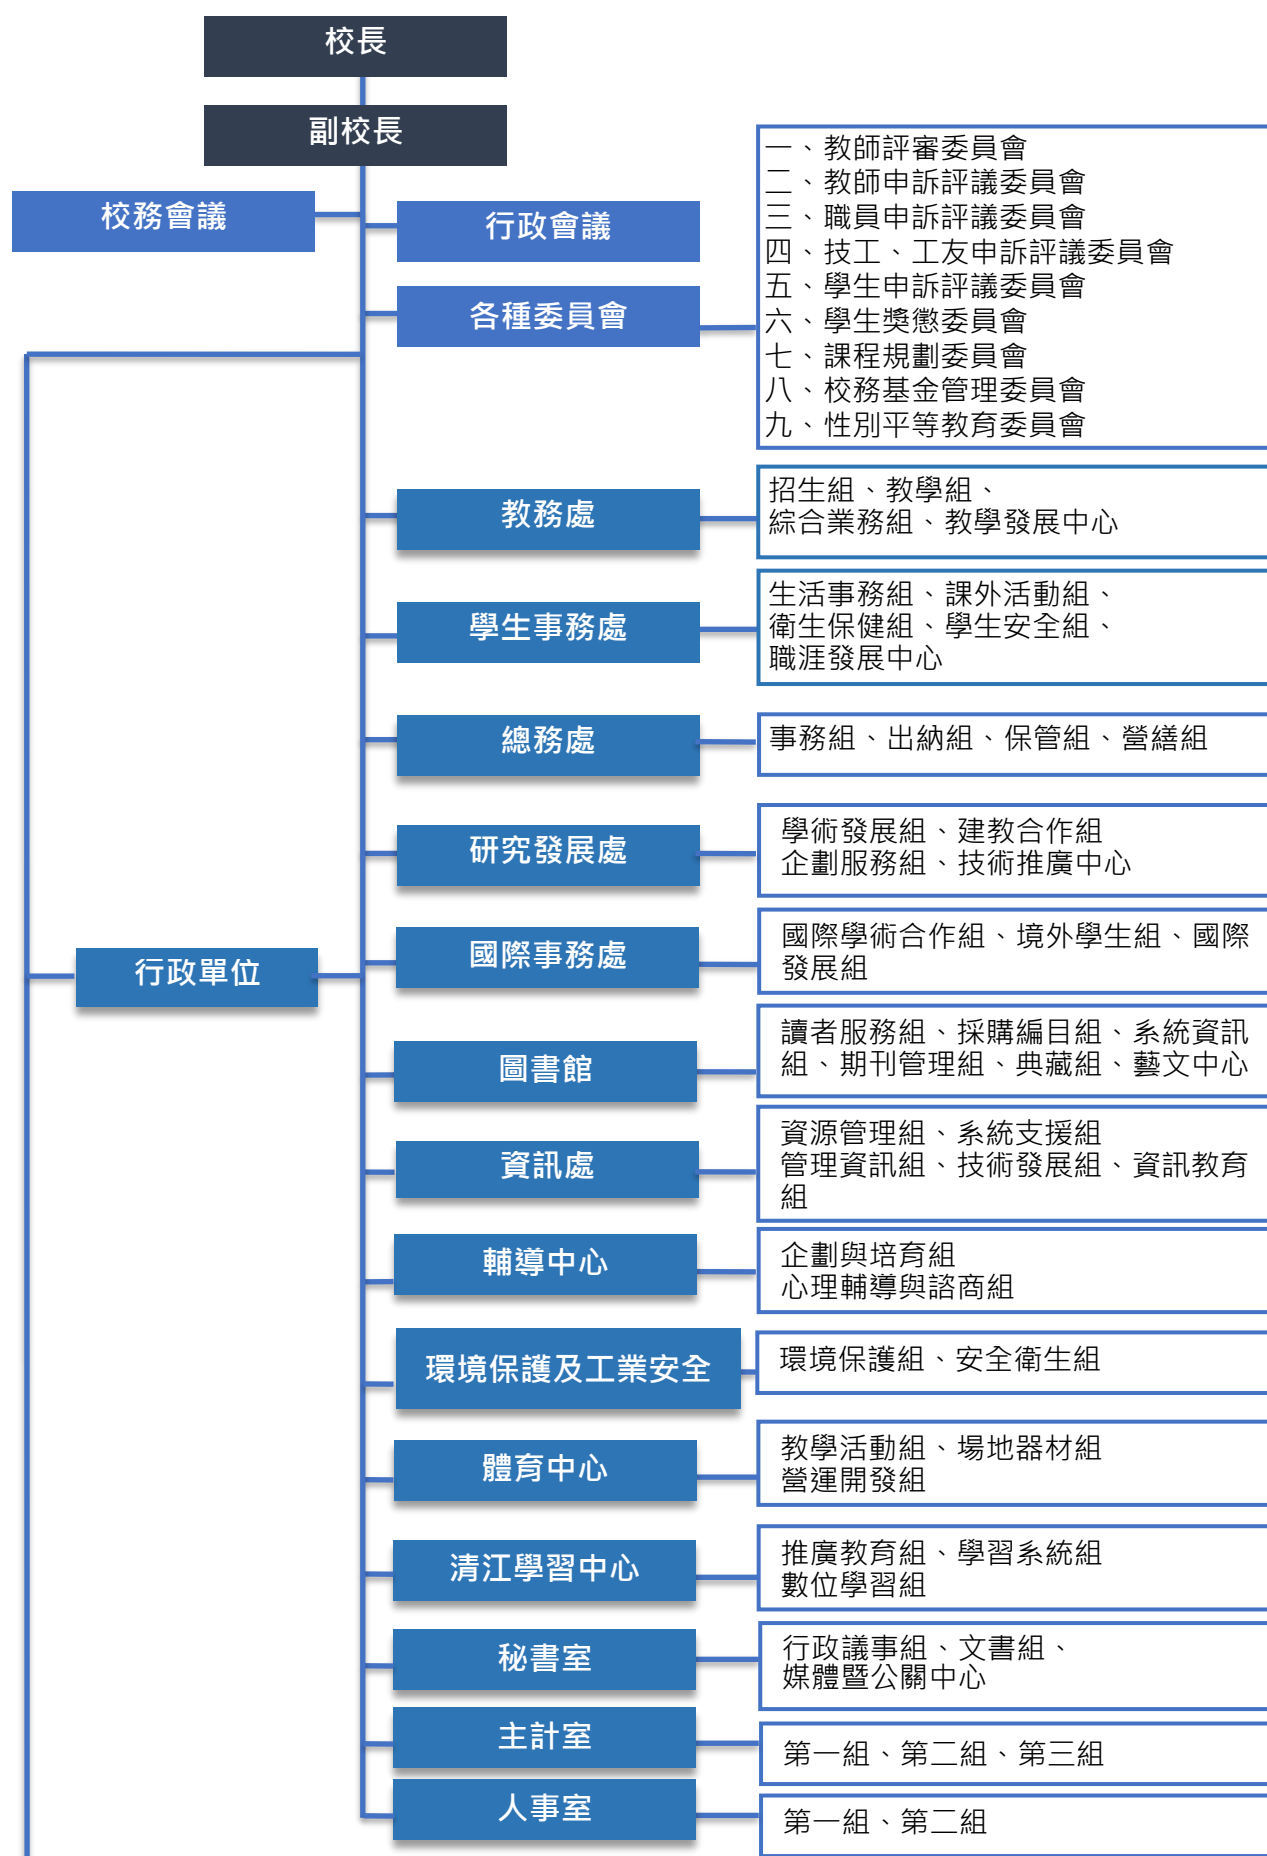 校長
副校長
校務會議
行政會議
各種委員會
一、教師評審委員會
二、教師申訴評議委員會
三、職員申訴評議委員會
四、技工、工友申訴評議委員會
五、學生申訴評議委員會
六、學生獎懲委員會
七、課程規劃委員會
八、校務基金管理委員會
九、性別平等教育委員會
行政單位
教務處
招生組、教學組、
綜合業務組、教學發展中心
學生事務處
生活事務組、課外活動組、
衛生保健組、學生安全組、
職涯發展中心
總務處
事務組、出納組、保管組、營繕組
研究發展處
學術發展組、建教合作組
企劃服務組、技術推廣中心
國際事務處
國際學術合作組、境外學生組、國際
發展組
圖書館
讀者服務組、採購編目組、系統資訊
組、期刊管理組、典藏組、藝文中心
資訊處
資源管理組、系統支援組
管理資訊組、技術發展組、資訊教育
組
輔導中心
企劃與培育組
心理輔導與諮商組
環境保護及工業安全
環境保護組、安全衛生組
體育中心
教學活動組、場地器材組
營運開發組
清江學習中心
推廣教育組、學習系統組
數位學習組
秘書室
行政議事組、文書組、
媒體暨公關中心
主計室
第一組、第二組、第三組
人事室
第一組、第二組